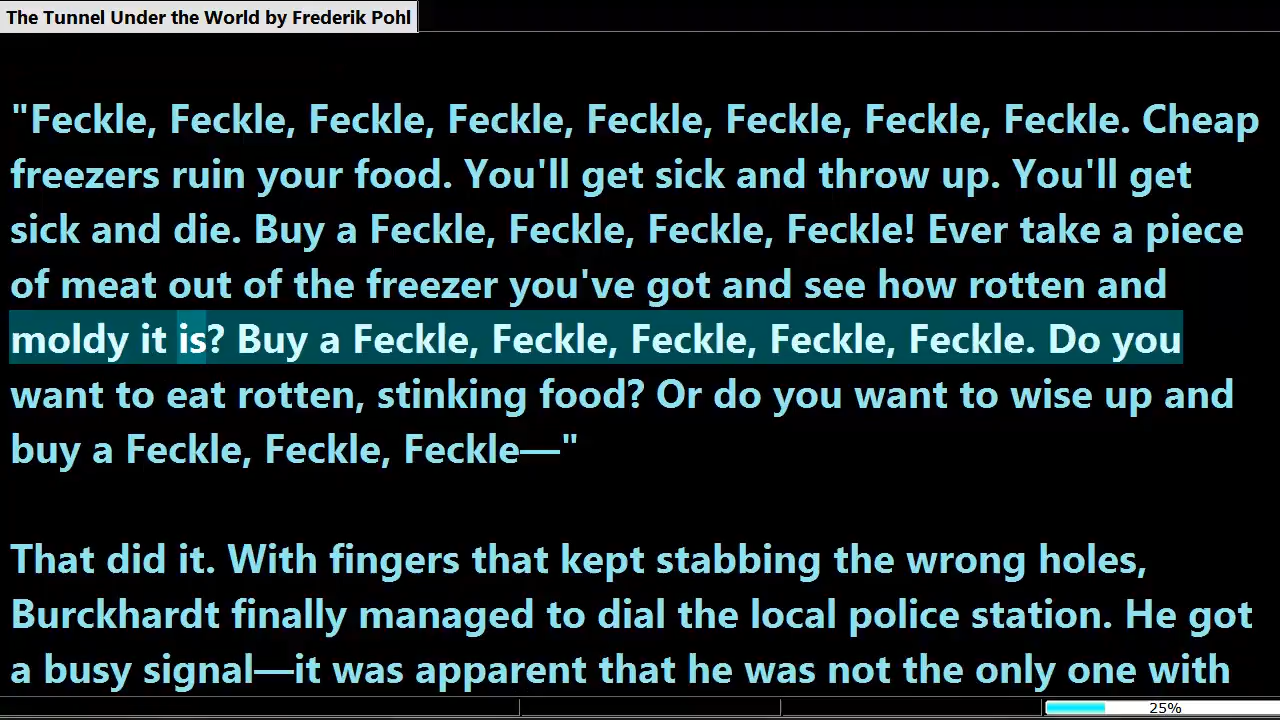 The Tunnel Under the World by Frederik Pohl
"Feckle, Feckle, Feckle, Feckle, Feckle, Feckle, Feckle, Feckle. Cheap
freezers ruin your food. You'll get sick and throw up. You'll get
sick and die. Buy a Feckle, Feckle, Feckle, Feckle! Ever take a piece
of meat out of the freezer you've got and see how rotten and
moldy it is? Buy a Feckle, Feckle, Feckle, Feckle, Feckle. Do you
want to eat rotten, stinking food? Or do you want to wise up and
buy a Feckle, Feckle, Feckle—"
That did it. With fingers that kept stabbing the wrong holes,
Burckhardt finally managed to dial the local police station. He got
a busy signal—it was apparent that he was not the only one with
25%